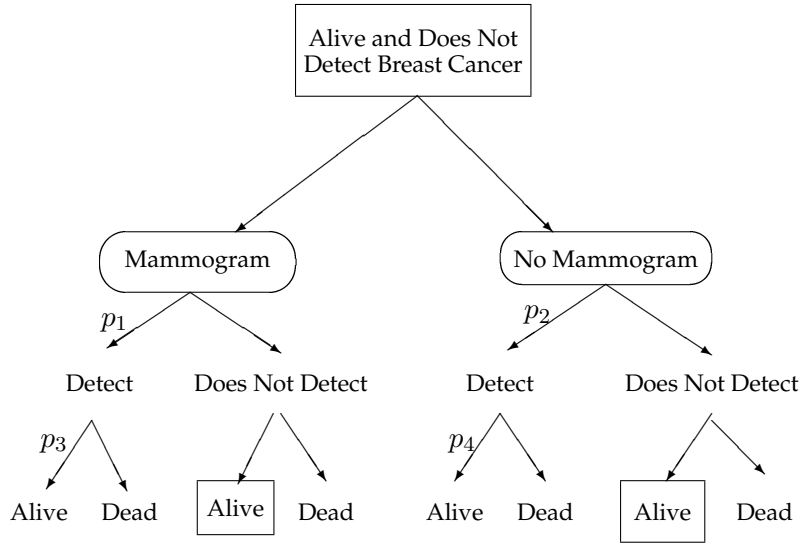 Alive and Does Not
Detect Breast Cancer
Mammogram
No Mammogram
p₁
p₂
Detect
Does Not Detect
Detect
Does Not Detect
p₃
p₄
Alive
Dead
Alive
Dead
Alive
Dead
Alive
Dead